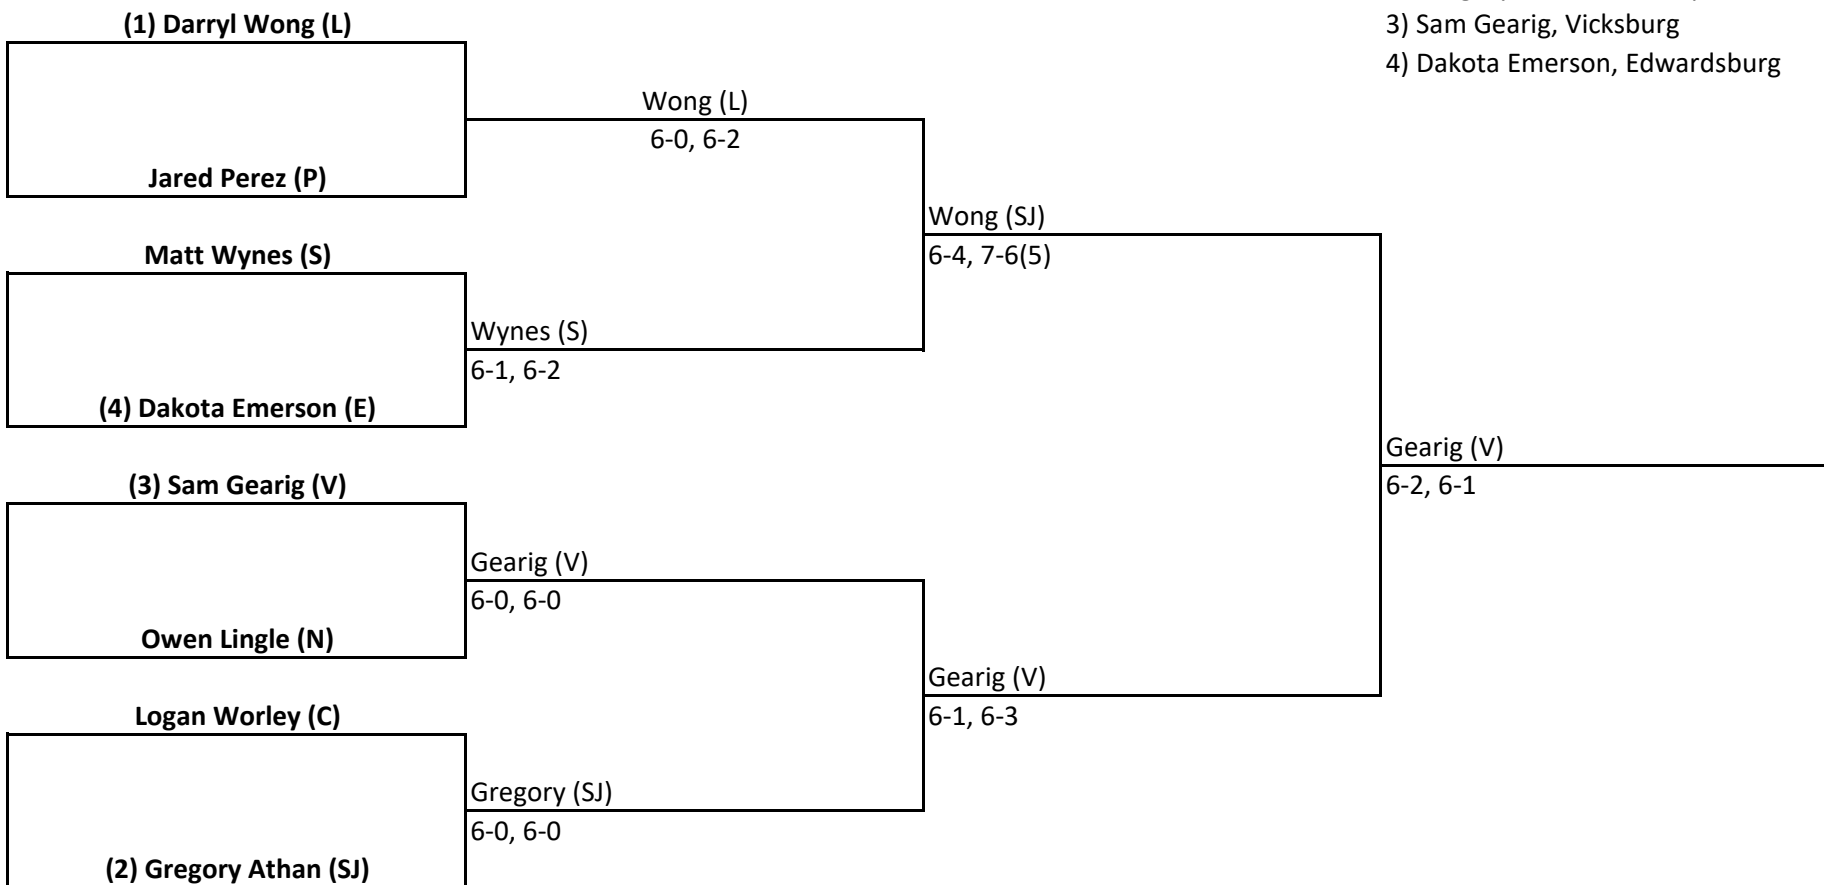 (1) Darryl Wong (L)
3) Sam Gearig, Vicksburg
4) Dakota Emerson, Edwardsburg
Wong (L)
6-0, 6-2
Jared Perez (P)
Wong (SJ)
6-4, 7-6(5)
Matt Wynes (S)
Wynes (S)
6-1, 6-2
(4) Dakota Emerson (E)
Gearig (V)
6-2, 6-1
(3) Sam Gearig (V)
Gearig (V)
6-0, 6-0
Owen Lingle (N)
Gearig (V)
6-1, 6-3
Logan Worley (C)
Gregory (SJ)
6-0, 6-0
(2) Gregory Athan (SJ)